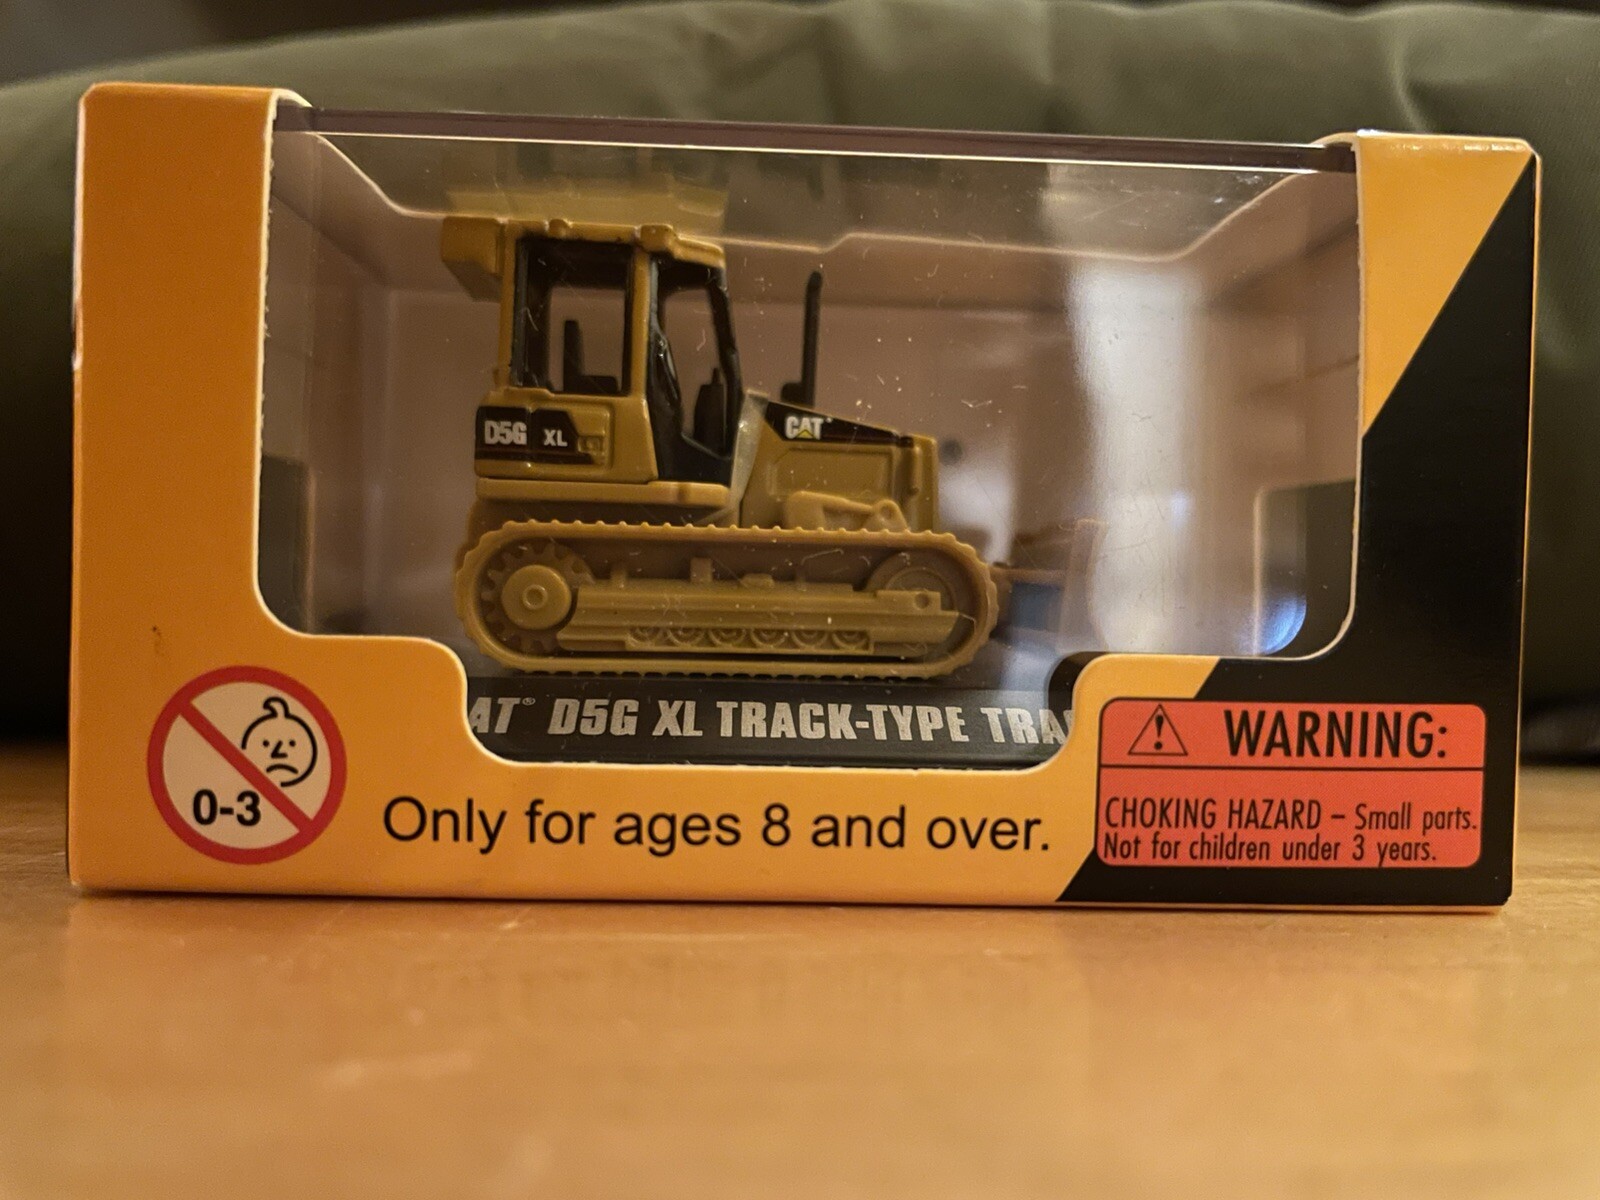 D5G XL
CAT
AT® D5G XL TRACK-TYPE TRA
0-3
Only for ages 8 and over.
WARNING:
CHOKING HAZARD – Small parts.
Not for children under 3 years.